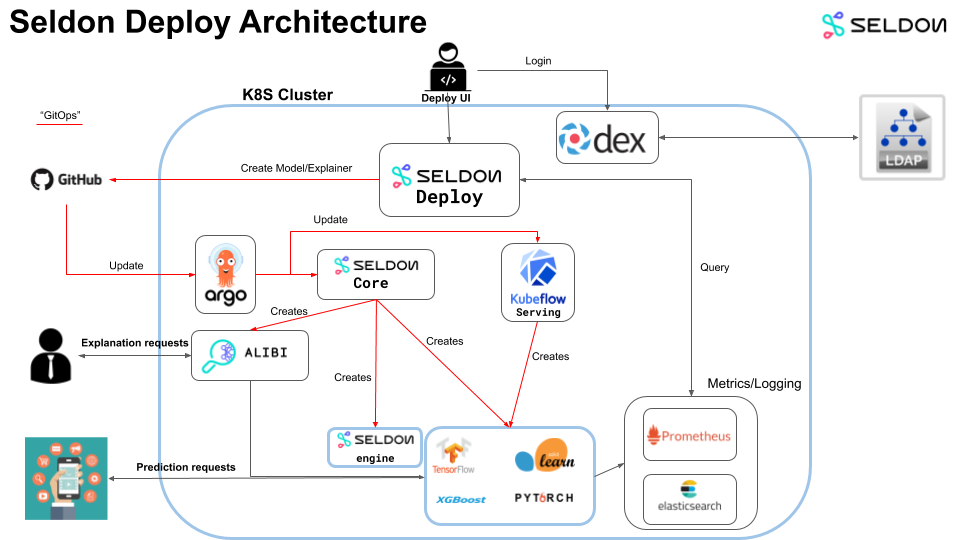 Seldon Deploy Architecture
SELDON
Login
Deploy UI
K8S Cluster
“GitOps”
dex
LDAP
GitHub
Create Model/Explainer
SELDON
Deploy
Update
Update
argo
SELDON
Core
Kubeflow
Serving
Query
Creates
Explanation requests
ALIBI
Creates
Creates
Creates
Metrics/Logging
SELDON
engine
TensorFlow
learn
Prometheus
Prediction requests
XGBoost
PYTORCH
elasticsearch